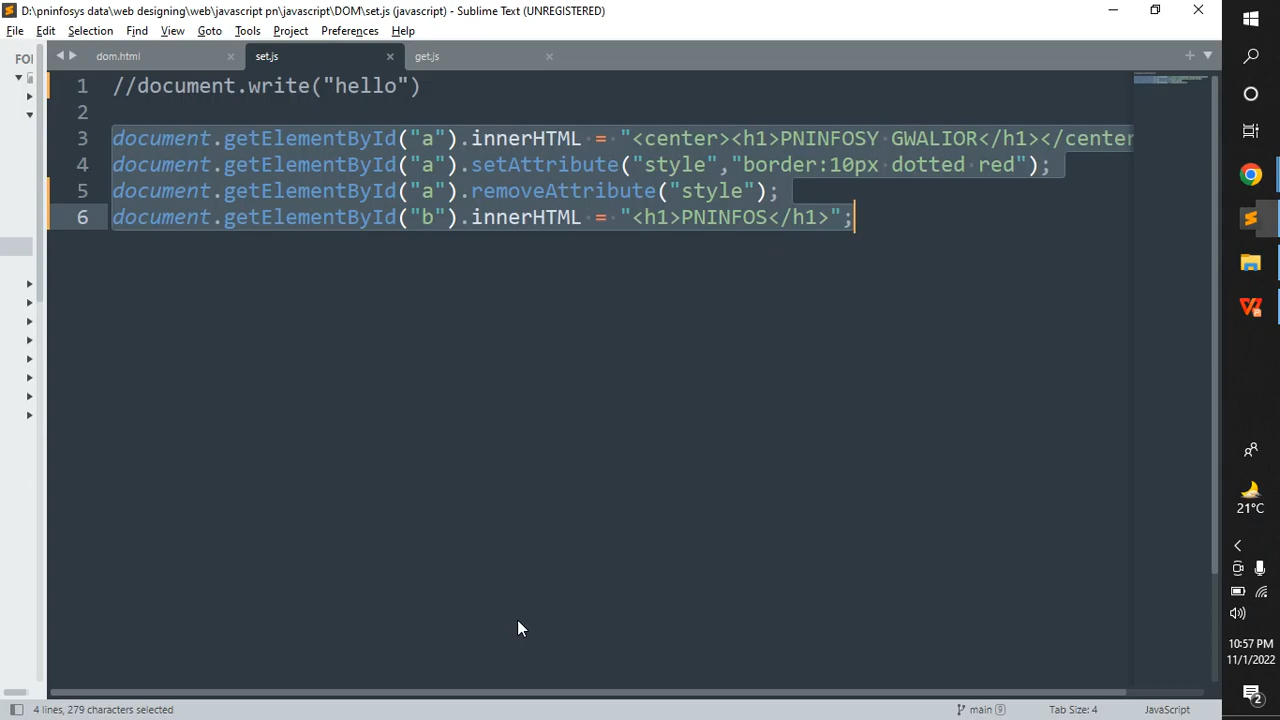 D:\pninfosys data\web designing\web\javascript pn\javascript\DOM\set.js (javascript) - Sublime Text (UNREGISTERED)
File Edit Selection Find View Goto Tools Project Preferences Help
FOI
dom.html
set.js
get.js
1 //document.write("hello")
2
3 document.getElementById("a").innerHTML = "<center><h1>PNINFOSY GWALIOR</h1></center
4 document.getElementById("a").setAttribute("style","border:10px dotted red");
5 document.getElementById("a").removeAttribute("style");
6 document.getElementById("b").innerHTML = "<h1>PNINFOS</h1>";
21°C
10:57 PM
11/1/2022
2
4 lines, 279 characters selected
main 9
Tab Size: 4
JavaScript